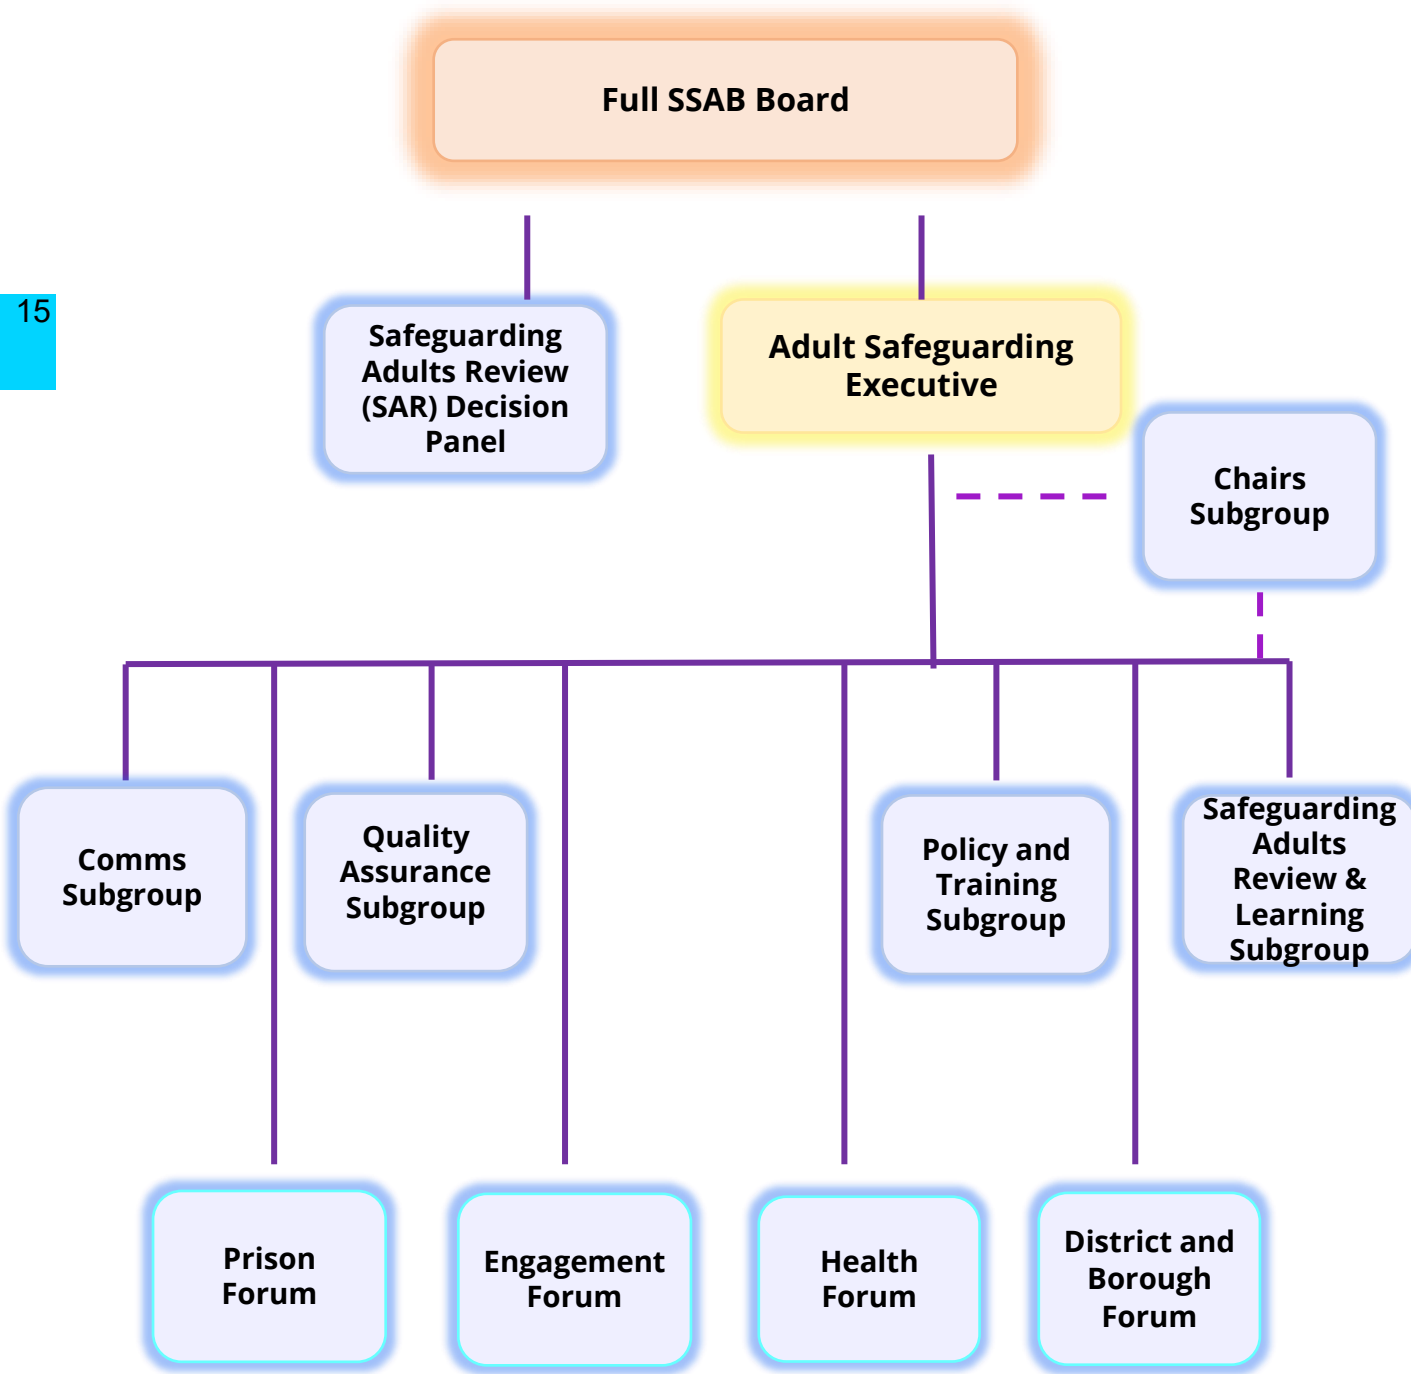 Full SSAB Board
15
Safeguarding
Adults Review
(SAR) Decision
Panel
Adult Safeguarding
Executive
Chairs
Subgroup
Comms
Subgroup
Quality
Assurance
Subgroup
Policy and
Training
Subgroup
Safeguarding
Adults
Review &
Learning
Subgroup
Prison
Forum
Engagement
Forum
Health
Forum
District and
Borough
Forum